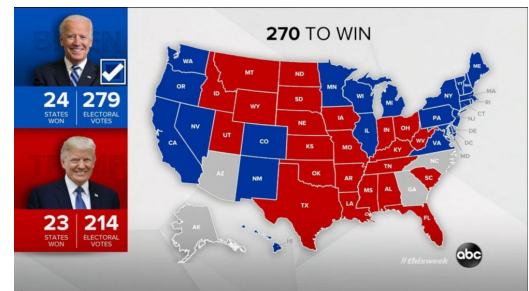 270 TO WIN
24
STATES
WON
279
ELECTORAL
VOTES
23
STATES
WON
214
ELECTORAL
VOTES
WA
OR
CA
NV
ID
MT
WY
UT
AZ
CO
NM
ND
SD
NE
KS
OK
TX
MN
IA
MO
AR
LA
WI
IL
MI
IN
OH
KY
TN
MS
AL
GA
FL
SC
NC
VA
WV
PA
NY
ME
MA
RI
CT
NJ
DE
DC
MD
AK
HI
#thisweek
abc